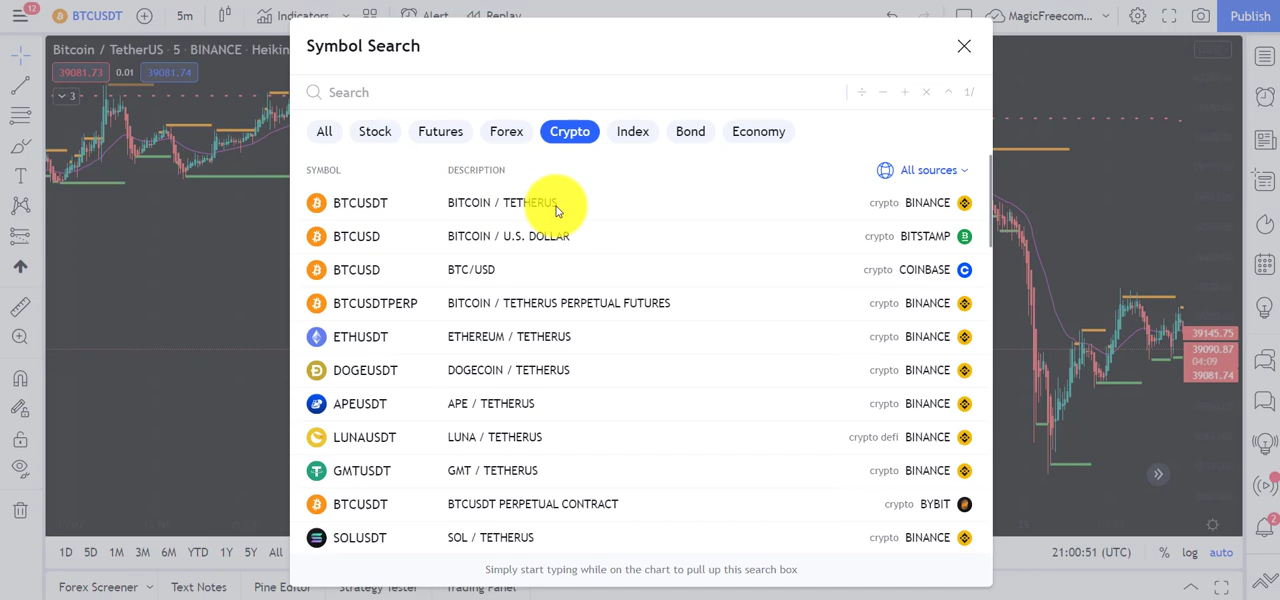 12
BTCUSDT
5m
Indicators
Alert
Replay
MagicFreecom...
Publish
Bitcoin / TetherUS · 5 · BINANCE · Heikin
39081.73
0.01
39081.74
3
Symbol Search
Search
÷ − + × ^ 1/
All
Stock
Futures
Forex
Crypto
Index
Bond
Economy
SYMBOL DESCRIPTION All sources
BTCUSDT BITCOIN / TETHERUS crypto BINANCE
BTCUSD BITCOIN / U.S. DOLLAR crypto BITSTAMP
BTCUSD BTC/USD crypto COINBASE
BTCUSDTPERP BITCOIN / TETHERUS PERPETUAL FUTURES crypto BINANCE
ETHUSDT ETHEREUM / TETHERUS crypto BINANCE
DOGEUSDT DOGECOIN / TETHERUS crypto BINANCE
APEUSDT APE / TETHERUS crypto BINANCE
LUNAUSDT LUNA / TETHERUS crypto defi BINANCE
GMTUSDT GMT / TETHERUS crypto BINANCE
BTCUSDT BTCUSDT PERPETUAL CONTRACT crypto BYBIT
SOLUSDT SOL / TETHERUS crypto BINANCE
Simply start typing while on the chart to pull up this search box
39145.75
39090.87
04:09
39081.74
2
1D 5D 1M 3M 6M YTD 1Y 5Y All
21:00:51 (UTC) % log auto
Forex Screener
Text Notes
Pine Editor
Strategy Tester
Trading Panel